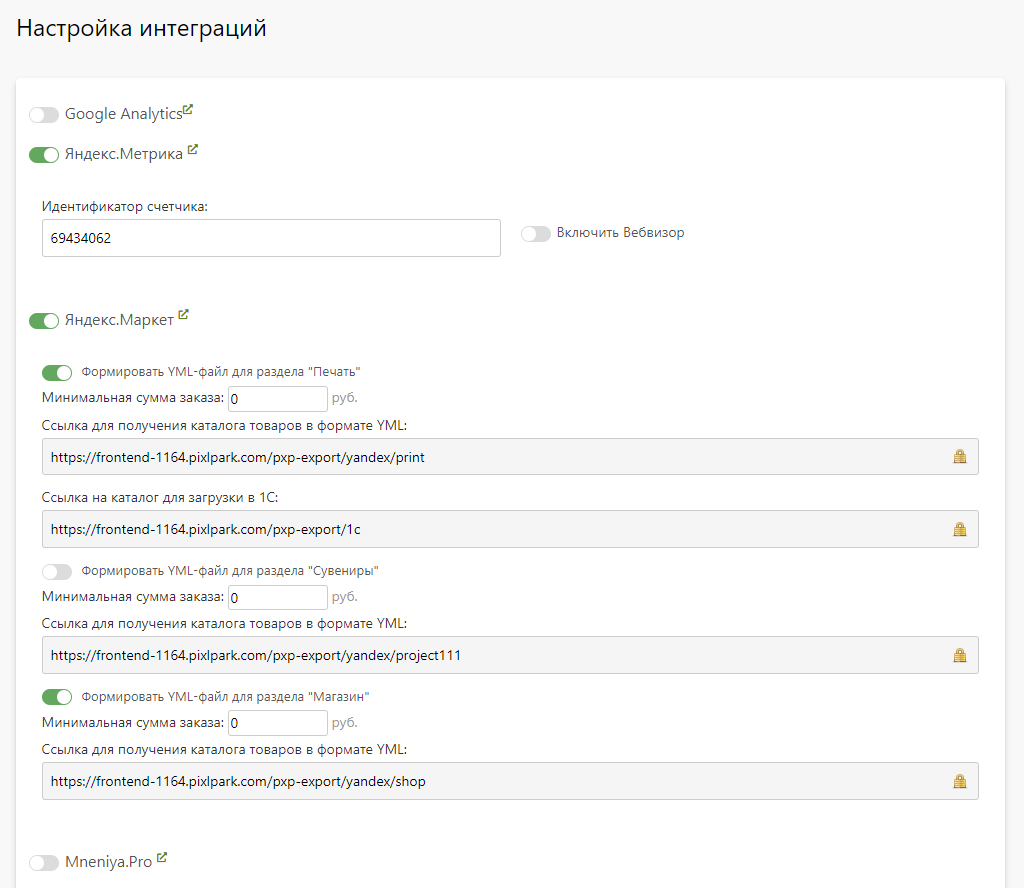 Настройка интеграций
Google Analytics
Яндекс.Метрика
Идентификатор счетчика:
69434062
Включить Вебвизор
Яндекс.Маркет
Формировать YML-файл для раздела "Печать"
Минимальная сумма заказа: 0 руб.
Ссылка для получения каталога товаров в формате YML:
https://frontend-1164.pixlpark.com/pxp-export/yandex/print
Ссылка на каталог для загрузки в 1С:
https://frontend-1164.pixlpark.com/pxp-export/1c
Формировать YML-файл для раздела "Сувениры"
Минимальная сумма заказа: 0 руб.
Ссылка для получения каталога товаров в формате YML:
https://frontend-1164.pixlpark.com/pxp-export/yandex/project111
Формировать YML-файл для раздела "Магазин"
Минимальная сумма заказа: 0 руб.
Ссылка для получения каталога товаров в формате YML:
https://frontend-1164.pixlpark.com/pxp-export/yandex/shop
Mneniya.Pro